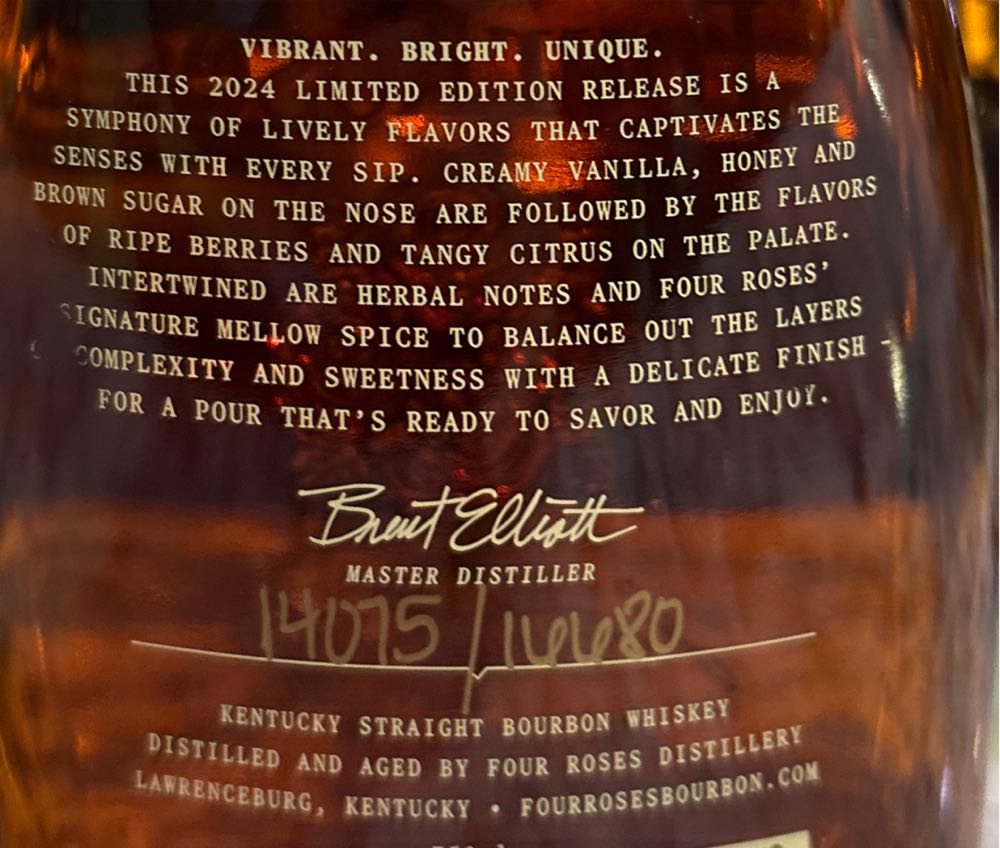 VIBRANT. BRIGHT. UNIQUE.
THIS 2024 LIMITED EDITION RELEASE IS A
SYMPHONY OF LIVELY FLAVORS THAT CAPTIVATES THE
SENSES WITH EVERY SIP. CREAMY VANILLA, HONEY AND
BROWN SUGAR ON THE NOSE ARE FOLLOWED BY THE FLAVORS
OF RIPE BERRIES AND TANGY CITRUS ON THE PALATE.
INTERTWINED ARE HERBAL NOTES AND FOUR ROSES'
SIGNATURE MELLOW SPICE TO BALANCE OUT THE LAYERS
COMPLEXITY AND SWEETNESS WITH A DELICATE FINISH -
FOR A POUR THAT'S READY TO SAVOR AND ENJOY.
Brent Elliott
MASTER DISTILLER
14075/16680
KENTUCKY STRAIGHT BOURBON WHISKEY
DISTILLED AND AGED BY FOUR ROSES DISTILLERY
LAWRENCEBURG, KENTUCKY • FOURROSESBOURBON.COM